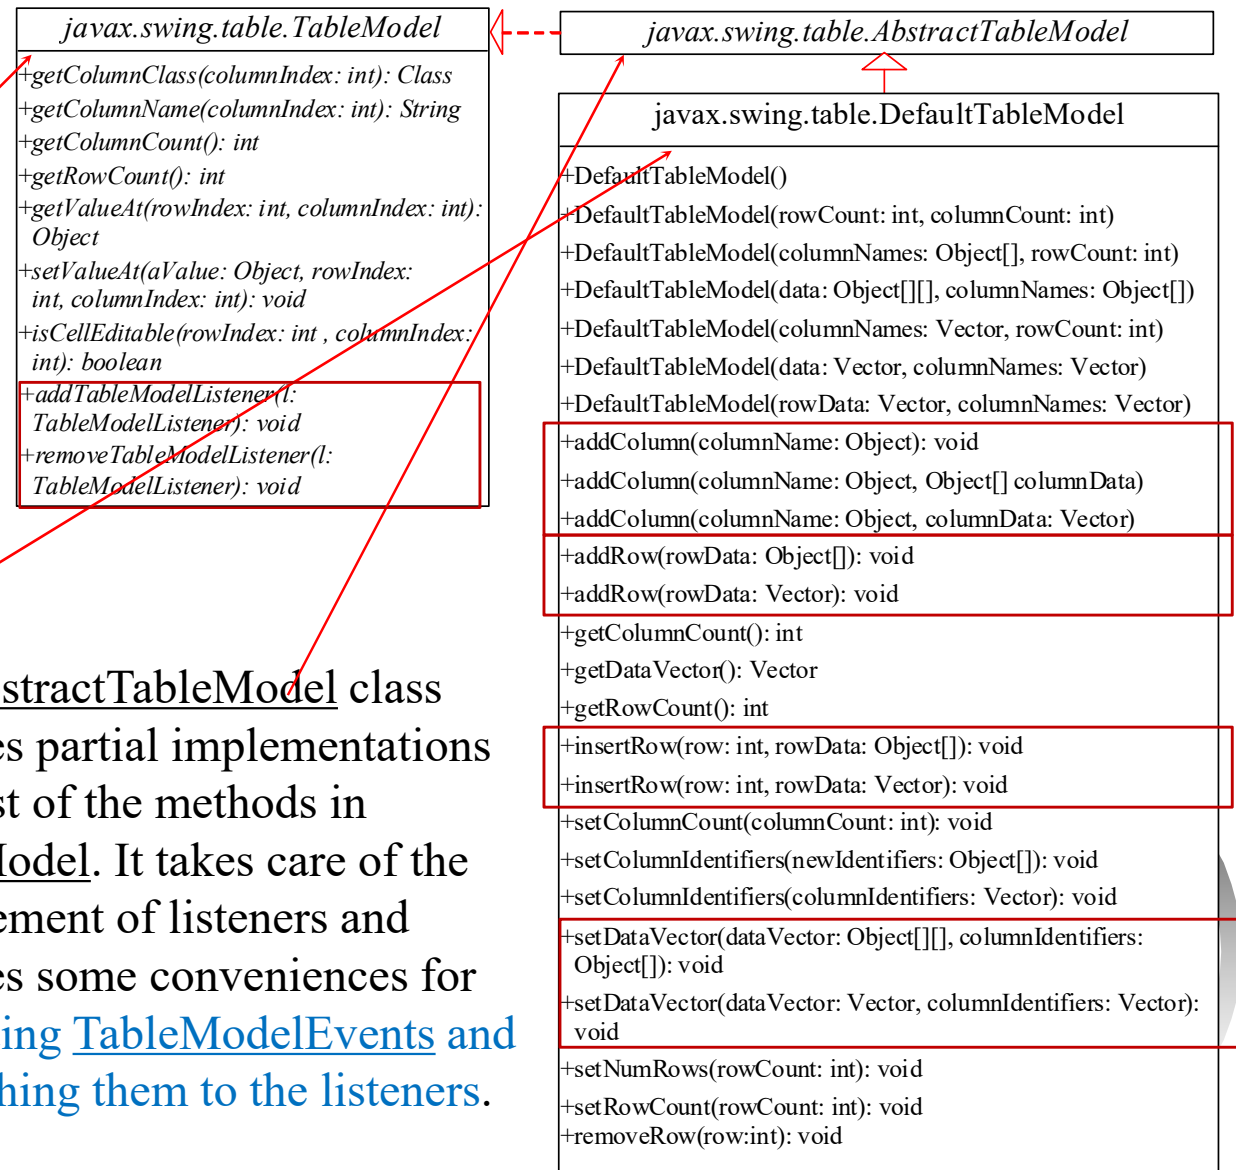 javax.swing.table.TableModel
+getColumnClass(columnIndex: int): Class
+getColumnName(columnIndex: int): String
+getColumnCount(): int
+getRowCount(): int
+getValueAt(rowIndex: int, columnIndex: int):
Object
+setValueAt(aValue: Object, rowIndex:
int, columnIndex: int): void
+isCellEditable(rowIndex: int , columnIndex:
int): boolean
+addTableModelListener(l:
TableModelListener): void
+removeTableModelListener(l:
TableModelListener): void
javax.swing.table.AbstractTableModel
javax.swing.table.DefaultTableModel
+DefaultTableModel()
+DefaultTableModel(rowCount: int, columnCount: int)
+DefaultTableModel(columnNames: Object[], rowCount: int)
+DefaultTableModel(data: Object[][], columnNames: Object[])
+DefaultTableModel(columnNames: Vector, rowCount: int)
+DefaultTableModel(data: Vector, columnNames: Vector)
+DefaultTableModel(rowData: Vector, columnNames: Vector)
+addColumn(columnName: Object): void
+addColumn(columnName: Object, Object[] columnData)
+addColumn(columnName: Object, columnData: Vector)
+addRow(rowData: Object[]): void
+addRow(rowData: Vector): void
+getColumnCount(): int
+getDataVector(): Vector
+getRowCount(): int
+insertRow(row: int, rowData: Object[]): void
+insertRow(row: int, rowData: Vector): void
+setColumnCount(columnCount: int): void
+setColumnIdentifiers(newIdentifiers: Object[]): void
+setColumnIdentifiers(columnIdentifiers: Vector): void
+setDataVector(dataVector: Object[][], columnIdentifiers:
Object[]): void
+setDataVector(dataVector: Vector, columnIdentifiers: Vector):
void
+setNumRows(rowCount: int): void
+setRowCount(rowCount: int): void
+removeRow(row:int): void
stractTableModel class
es partial implementations
st of the methods in
Model. It takes care of the
ement of listeners and
es some conveniences for
ing TableModelEvents and
hing them to the listeners.